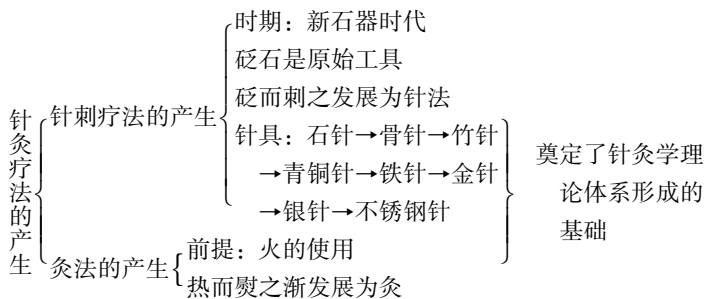 针灸疗法的产生
针刺疗法的产生
时期：新石器时代
砭石是原始工具
砭而刺之发展为针法
针具：石针→骨针→竹针
→青铜针→铁针→金针
→银针→不锈钢针
灸法的产生
前提：火的使用
热而熨之渐发展为灸
奠定了针灸学理
论体系形成的
基础